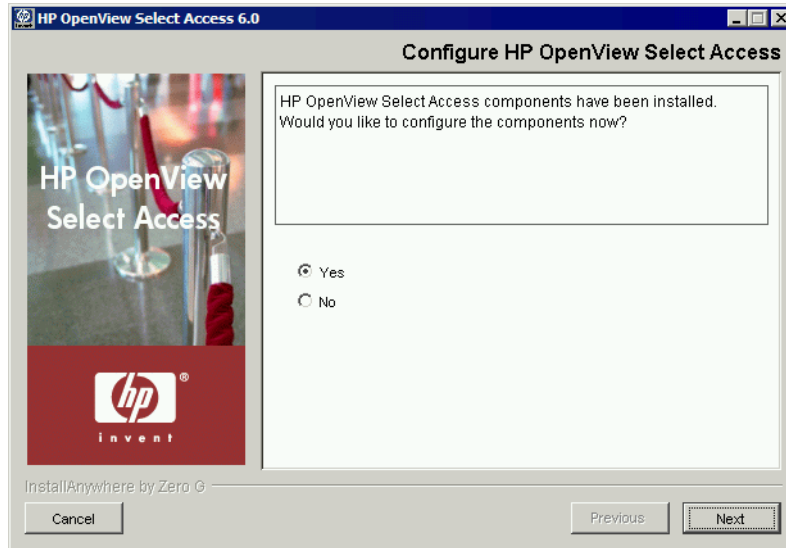 HP OpenView Select Access 6.0
Configure HP OpenView Select Access
HP OpenView
Select Access
hp
®
invent
HP OpenView Select Access components have been installed.
Would you like to configure the components now?
Yes
No
InstallAnywhere by Zero G
Cancel
Previous
Next